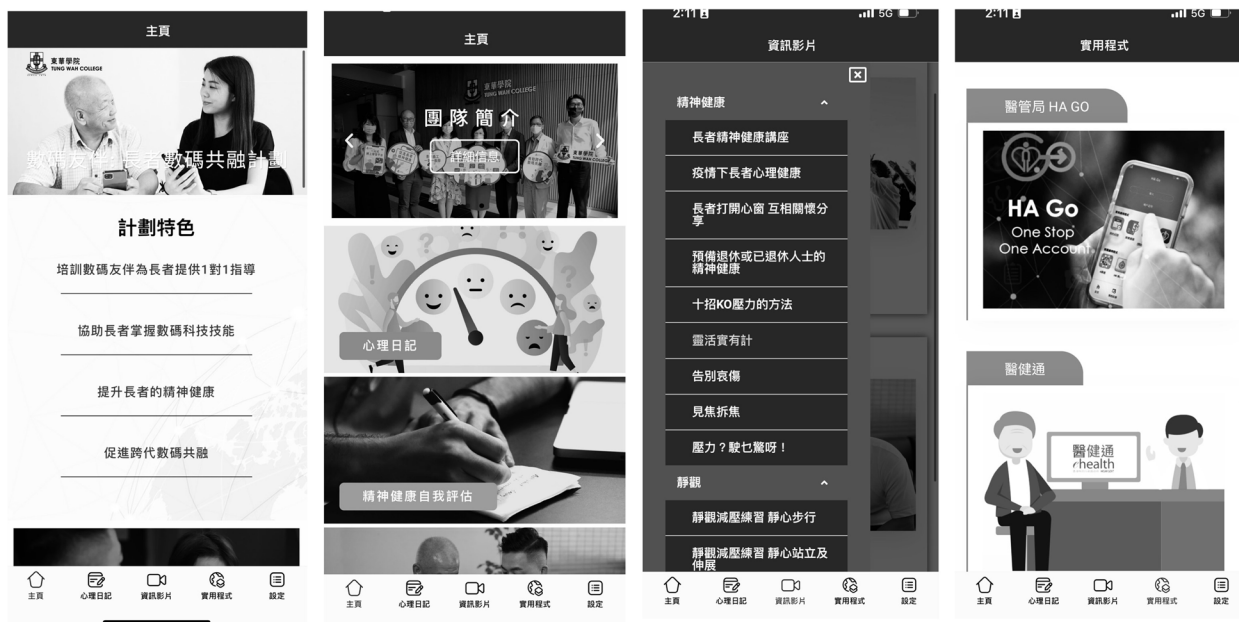 主頁
東華學院
TUNG WAH COLLEGE
數碼友伴: 長者數碼共融計劃
計劃特色
培訓數碼友伴為長者提供1對1指導
協助長者掌握數碼科技技能
提升長者的精神健康
促進跨代數碼共融
主頁
心理日記
資訊影片
實用程式
設定
主頁
東華學院
TUNG WAH COLLEGE
團隊簡介
詳細信息
心理日記
精神健康自我評估
主頁
心理日記
資訊影片
實用程式
設定
2:11
5G
資訊影片
精神健康
長者精神健康講座
疫情下長者心理健康
長者打開心窗 互相關懷分
享
預備退休或已退休人士的
精神健康
十招KO壓力的方法
靈活實有計
告別哀傷
見焦拆焦
壓力？駛乜驚呀！
靜觀
靜觀減壓練習 靜心步行
靜觀減壓練習 靜心站立及
伸展
主頁
心理日記
資訊影片
實用程式
設定
2:11
5G
實用程式
醫管局 HA GO
HA Go
One Stop
One Account
醫健通
醫健通
ehealth
主頁
心理日記
資訊影片
實用程式
設定